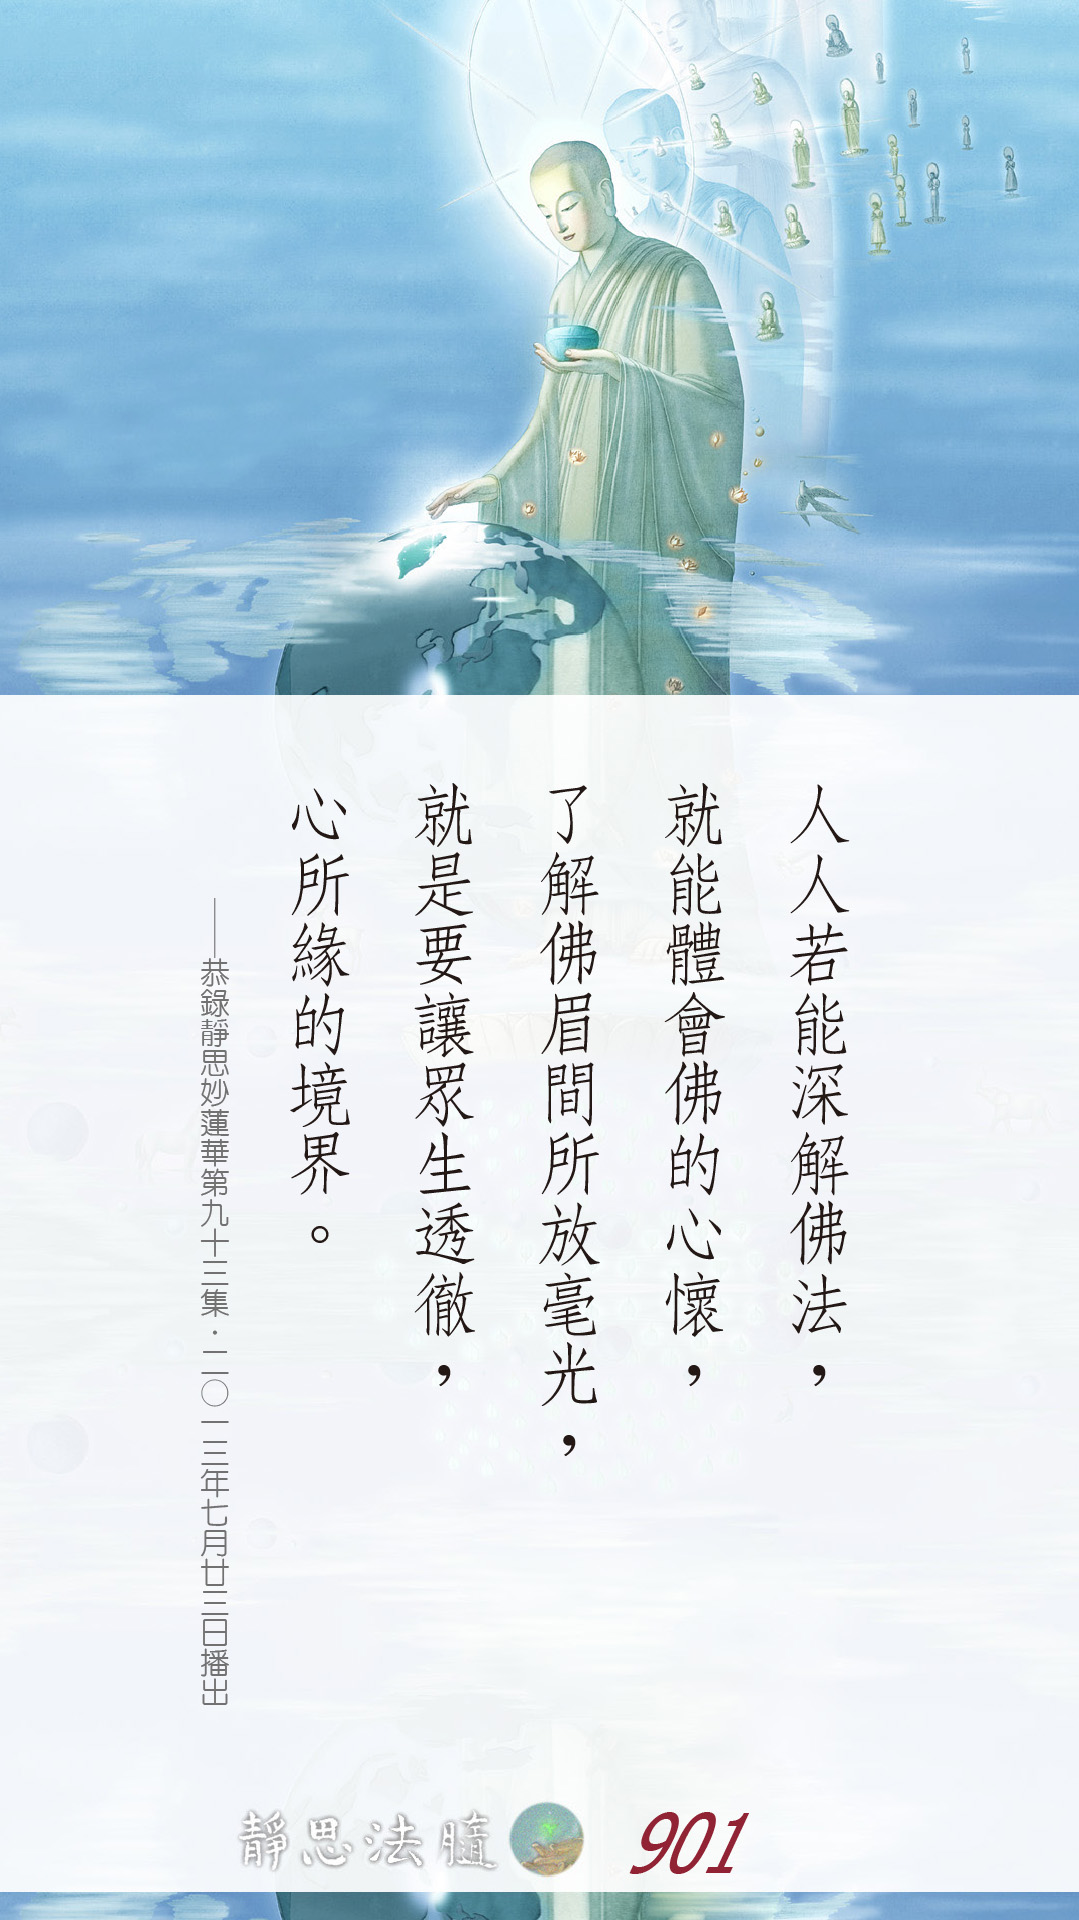 人人若能深解佛法，
就能體會佛的心懷，
了解佛眉間所放毫光，
就是要讓眾生透徹，
心所緣的境界。
——恭錄靜思妙蓮華第九十三集．二〇一三年七月廿三日播出
靜思法髓
901